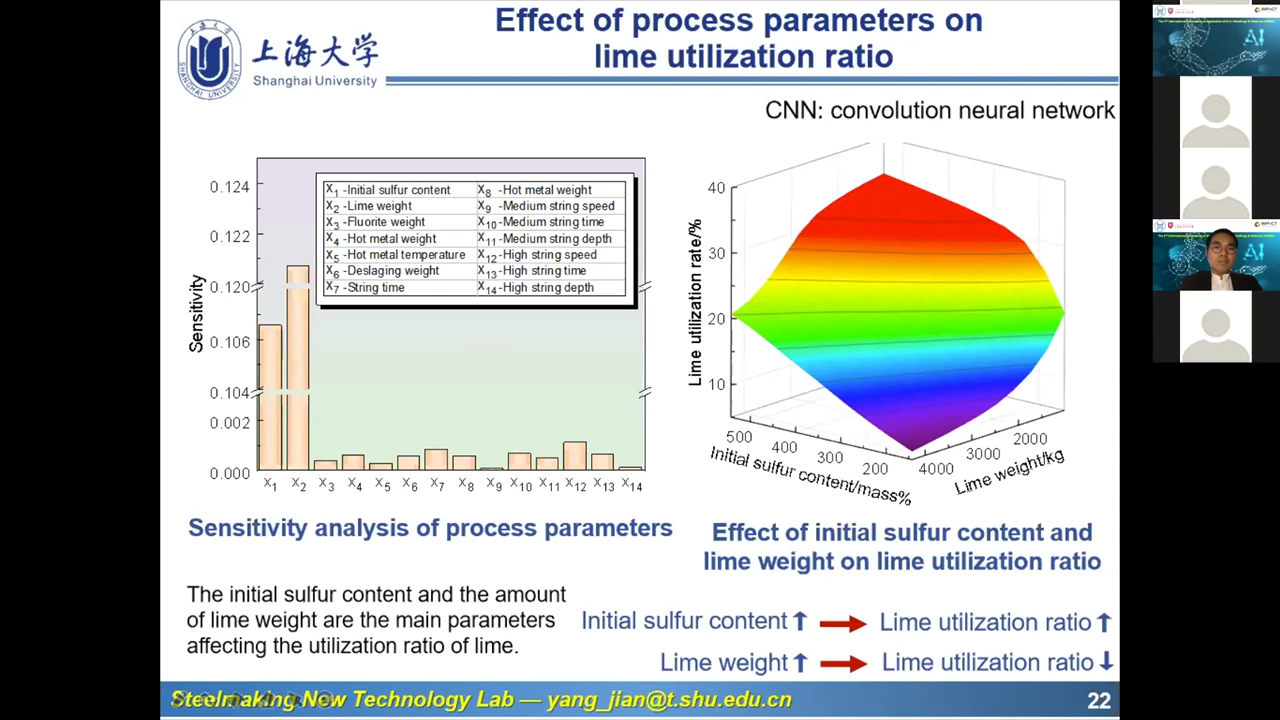 Effect of process parameters on
lime utilization ratio
上海大学
Shanghai University
SHANGHAI UNIVERSITY
CNN: convolution neural network
0.124
0.122
0.120
0.106
0.104
0.002
0.000
Sensitivity
X1 -Initial sulfur content
X2 -Lime weight
X3 -Fluorite weight
X4 -Hot metal weight
X5 -Hot metal temperature
X6 -Deslaging weight
X7 -String time
X8 -Hot metal weight
X9 -Medium string speed
X10 -Medium string time
X11 -Medium string depth
X12 -High string speed
X13 -High string time
X14 -High string depth
X1 X2 X3 X4 X5 X6 X7 X8 X9 X10 X11 X12 X13 X14
Sensitivity analysis of process parameters
40
30
20
10
Lime utilization rate/%
500 400 300 200
Initial sulfur content/mass%
4000 3000 2000
Lime weight/kg
Effect of initial sulfur content and
lime weight on lime utilization ratio
The initial sulfur content and the amount
of lime weight are the main parameters
affecting the utilization ratio of lime.
Initial sulfur content ↑ → Lime utilization ratio ↑
Lime weight ↑ → Lime utilization ratio ↓
Steelmaking New Technology Lab — yang_jian@t.shu.edu.cn
22
AI
AI